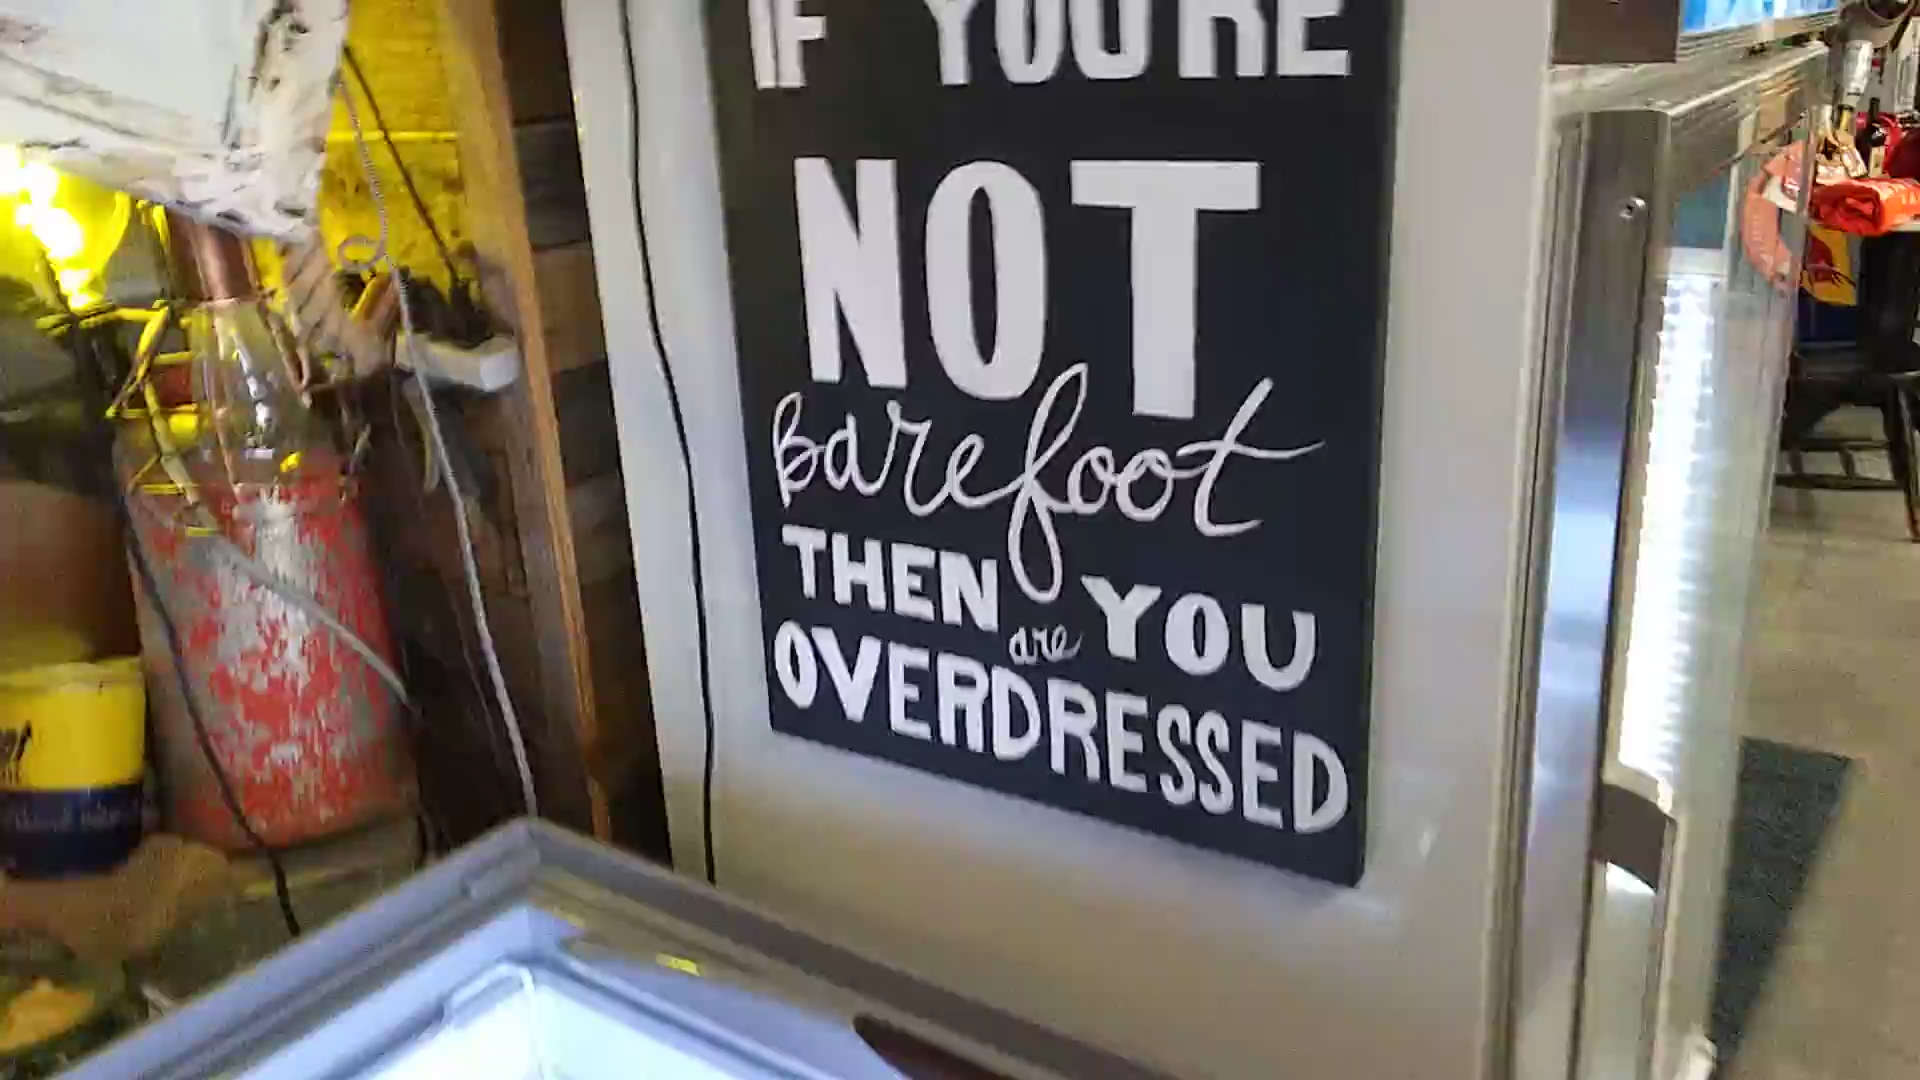 IF YOU'RE
NOT
Barefoot
THEN are YOU
OVERDRESSED